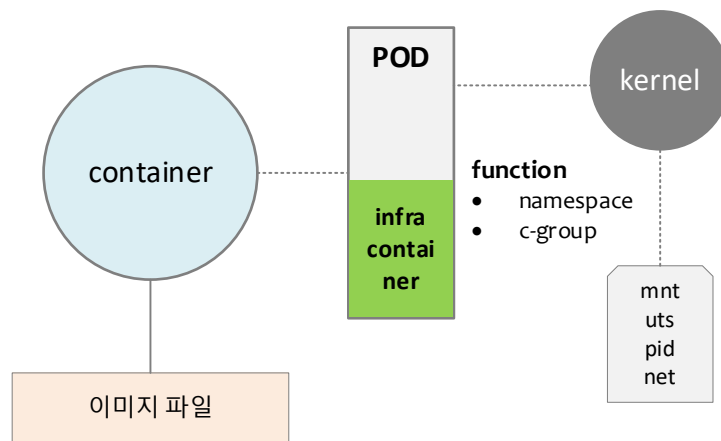 POD
kernel
container
function
• namespace
• c-group
infra
contai
ner
mnt
uts
pid
net
이미지 파일